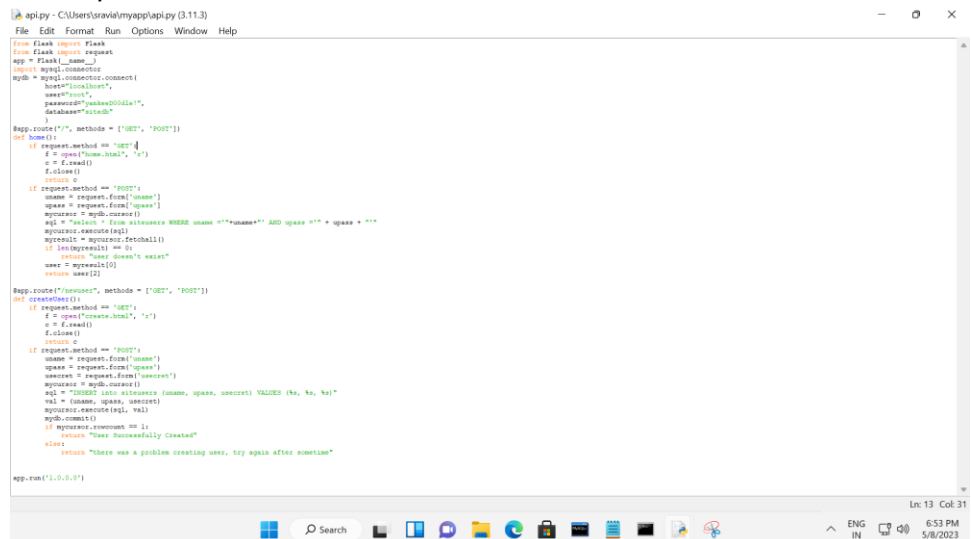 api.py - C:\Users\sravia\myapp\api.py (3.11.3)
File Edit Format Run Options Window Help
from flask import Flask
from flask import request
app = Flask(__name__)
import mysql.connector
mydb = mysql.connector.connect(
host="localhost",
user="root",
password="yankeeD00dle!",
database="sitedb"
)
@app.route("/", methods = ['GET', 'POST'])
def home():
if request.method == 'GET':
f = open("home.html", 'r')
c = f.read()
f.close()
return c
if request.method == 'POST':
uname = request.form['uname']
upass = request.form['upass']
mycursor = mydb.cursor()
sql = "select * from siteusers WHERE uname ='"+uname+"' AND upass ='" + upass + "'"
mycursor.execute(sql)
myresult = mycursor.fetchall()
if len(myresult) == 0:
return "user doesn't exist"
user = myresult[0]
return user[2]
@app.route("/newuser", methods = ['GET', 'POST'])
def createUser():
if request.method == 'GET':
f = open("create.html", 'r')
c = f.read()
f.close()
return c
if request.method == 'POST':
uname = request.form('uname')
upass = request.form('upass')
usecret = request.form('usecret')
mycursor = mydb.cursor()
sql = "INSERT into siteusers (uname, upass, usecret) VALUES (%s, %s, %s)"
val = (uname, upass, usecret)
mycursor.execute(sql, val)
mydb.commit()
if mycursor.rowcount == 1:
return "User Successfully Created"
else:
return "there was a problem creating user, try again after sometime"
app.run('1.0.0.0')
Ln: 13 Col: 31
Search
ENG
IN
6:53 PM
5/8/2023